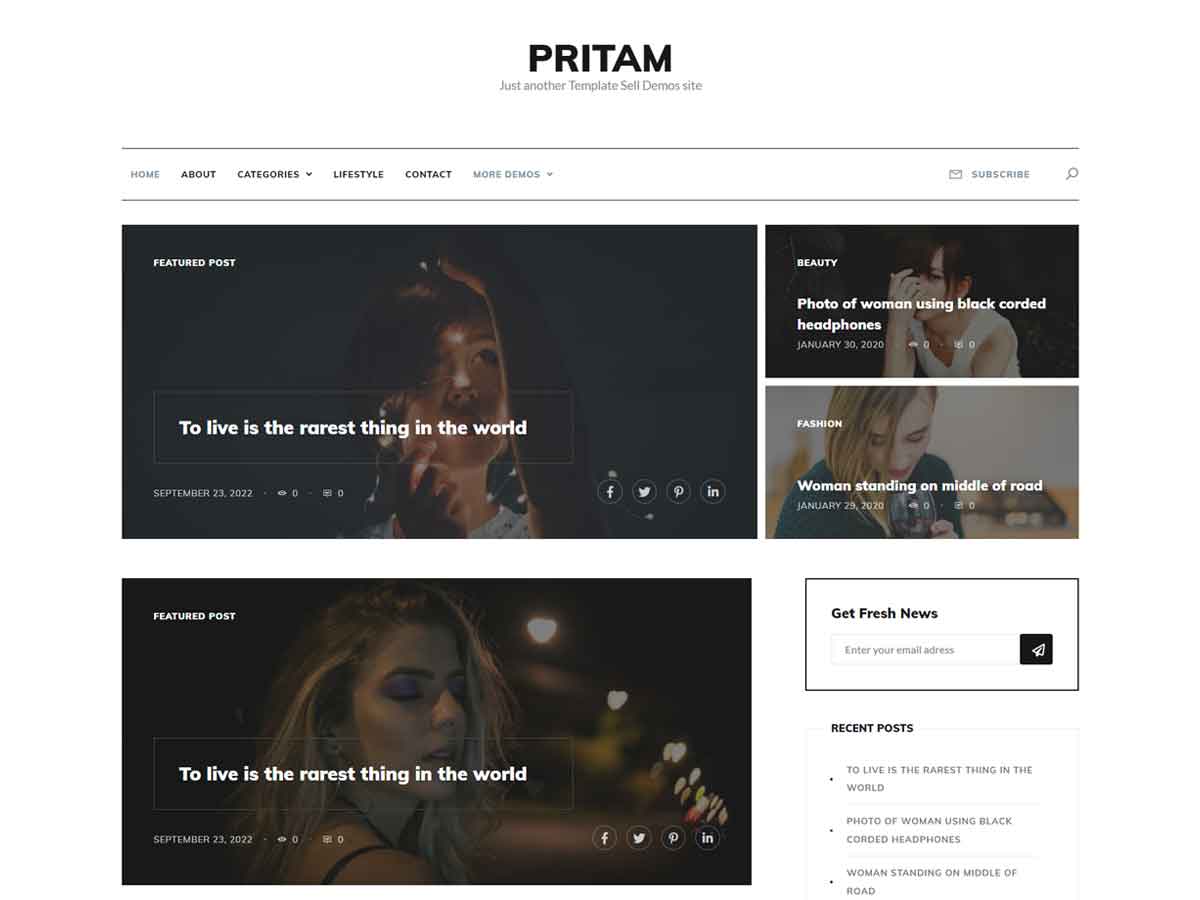 PRITAM
Just another Template Sell Demos site
HOME ABOUT CATEGORIES LIFESTYLE CONTACT MORE DEMOS SUBSCRIBE
FEATURED POST
To live is the rarest thing in the world
SEPTEMBER 23, 2022 · 0 · 0
BEAUTY
Photo of woman using black corded
headphones
JANUARY 30, 2020 · 0 · 0
FASHION
Woman standing on middle of road
JANUARY 29, 2020 · 0 · 0
FEATURED POST
To live is the rarest thing in the world
SEPTEMBER 23, 2022 · 0 · 0
Get Fresh News
Enter your email adress
RECENT POSTS
TO LIVE IS THE RAREST THING IN THE
WORLD
PHOTO OF WOMAN USING BLACK
CORDED HEADPHONES
WOMAN STANDING ON MIDDLE OF
ROAD